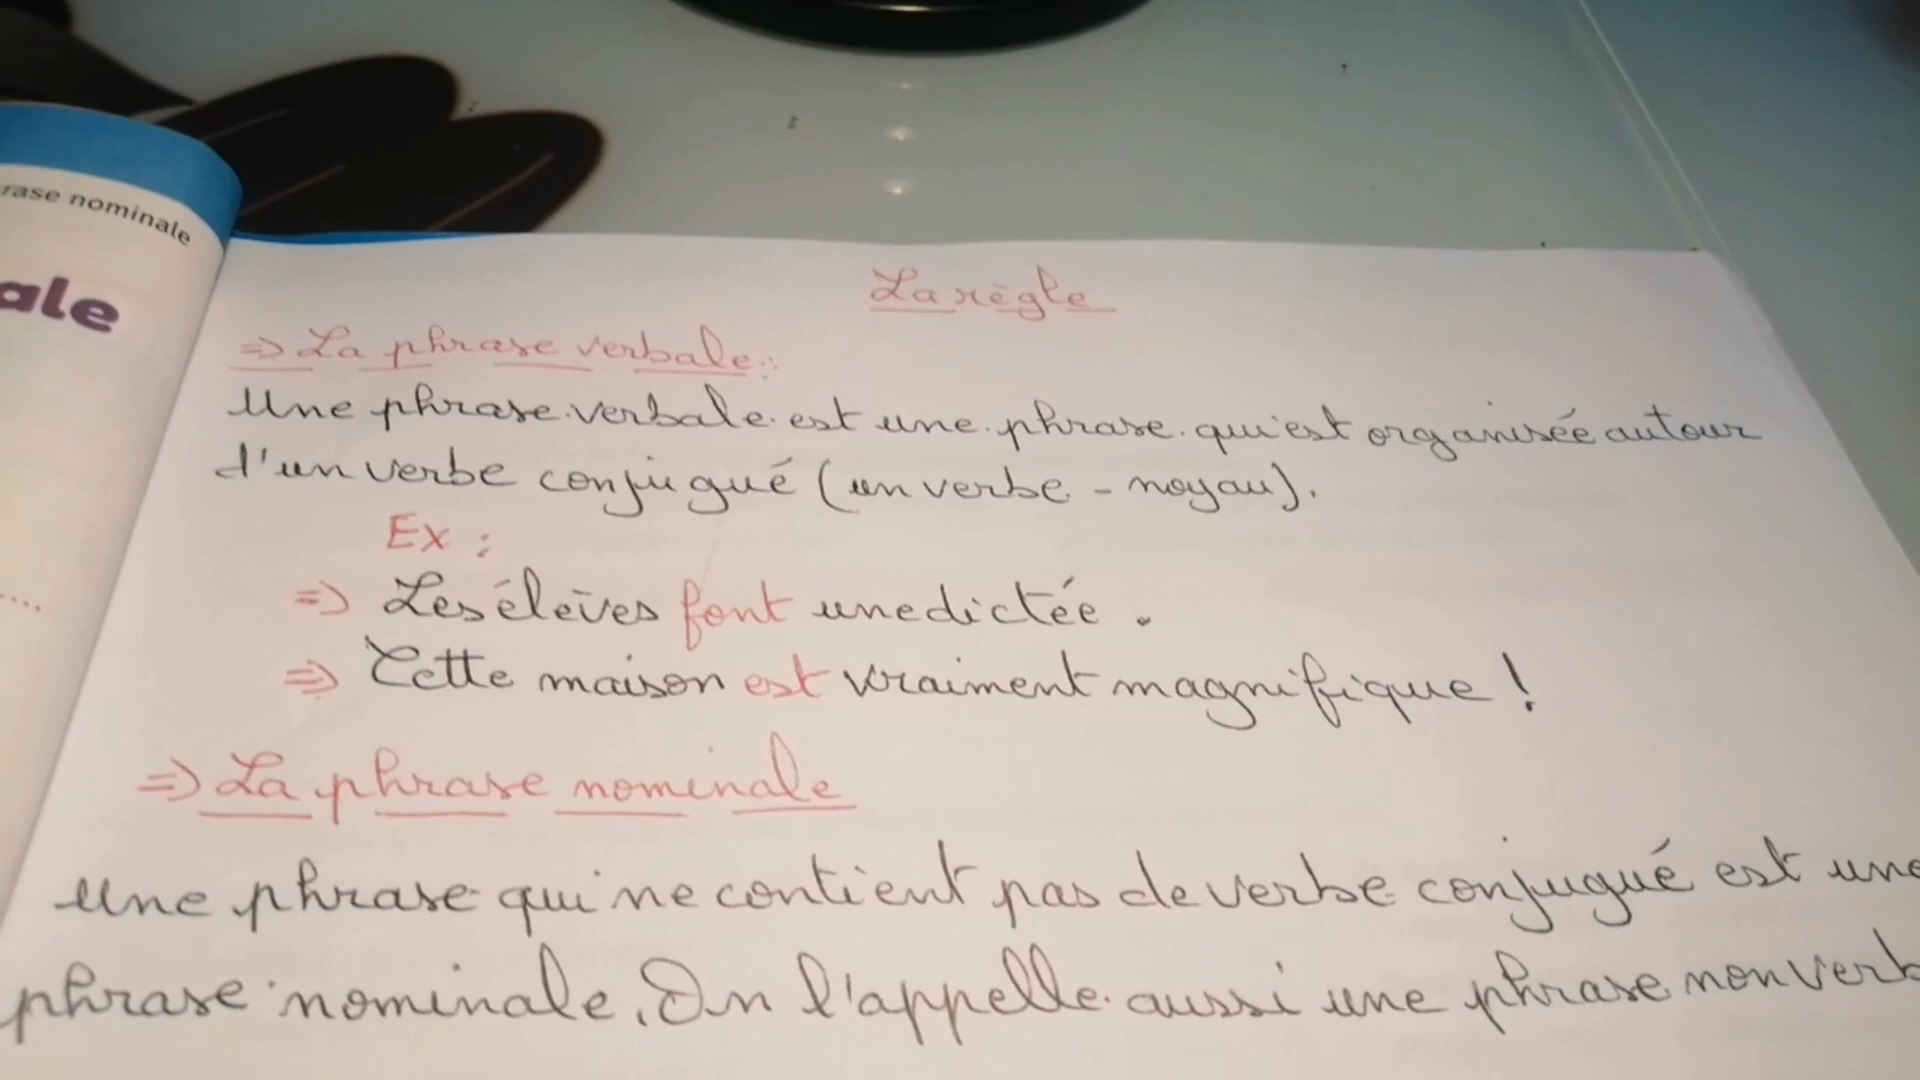 rase nominale
ale
La règle
=> La phrase verbale :
Une phrase verbale est une phrase qui est organisée autour
d'un verbe conjugué (un verbe - noyau).
Ex :
=> Les élèves font une dictée .
=> Cette maison est vraiment magnifique !
=> La phrase nominale
Une phrase qui ne contient pas de verbe conjugué est une
phrase nominale. On l'appelle aussi une phrase non verb